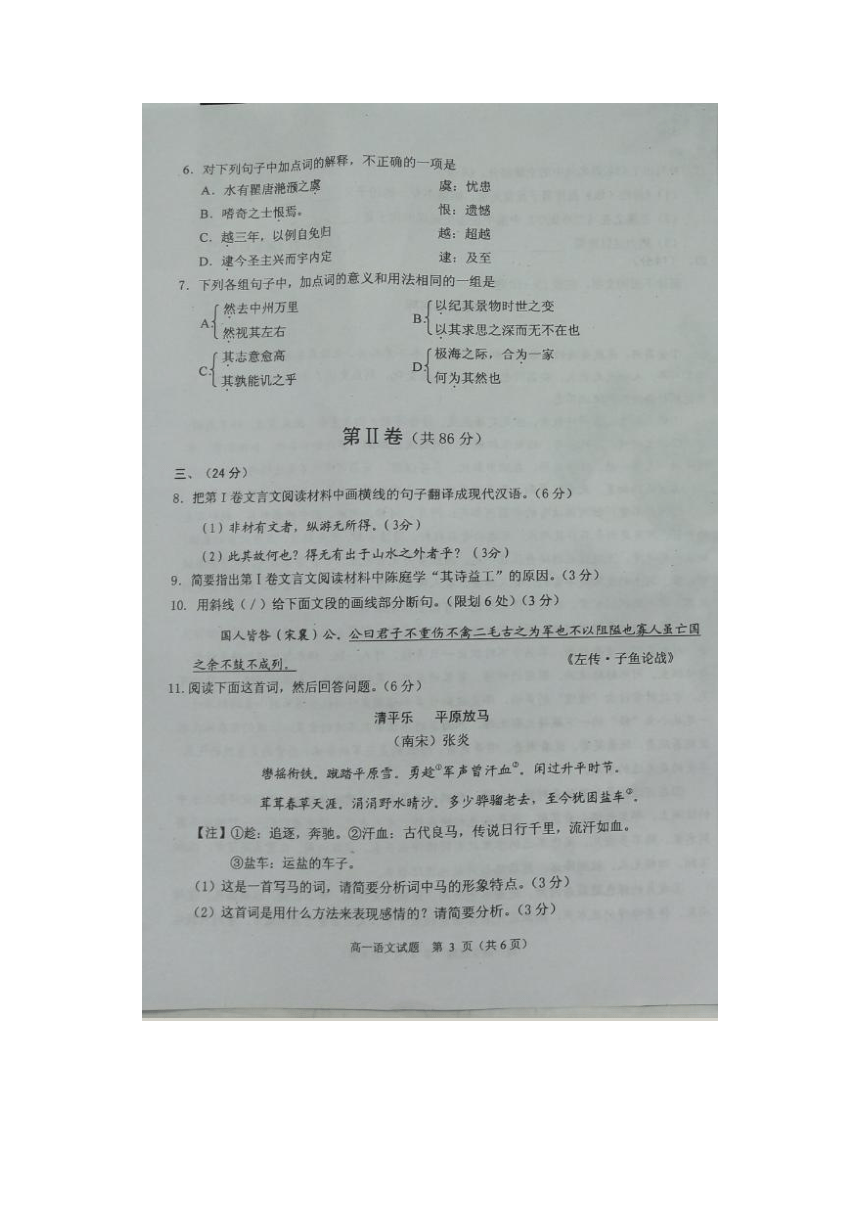 6．对下列句子中加点词的解释，不正确的一项是
A．水有瞿唐滟滪之虞 虞：忧患
B．嗜奇之士恨焉。 恨：遗憾
C．越三年，以例自免归 越：超越
D．逮今圣主兴而宇内定 逮：及至
7．下列各组句子中，加点词的意义和用法相同的一组是
A. 然去中州万里 B. 以纪其景物时世之变
然视其左右 以其求思之深而无不在也
C. 其志意愈高 D. 极海之际，合为一家
其孰能讥之乎 何为其然也
第Ⅱ卷（共86分）
三、（24分）
8．把第Ⅰ卷文言文阅读材料中画横线的句子翻译成现代汉语。（6分）
（1）非材有文者，纵游无所得。（3分）
（2）此其故何也？得无有出于山水之外者乎？（3分）
9．简要指出第Ⅰ卷文言文阅读材料中陈庭学“其诗益工”的原因。（3分）
10．用斜线（/）给下面文段的画线部分断句。（限划6处）（3分）
国人皆咎（宋襄）公。公曰君子不重伤不禽二毛古之为军也不以阻隘也寡人虽亡国
之余不鼓不成列。 《左传·子鱼论战》
11．阅读下面这首词，然后回答问题。（6分）
清平乐 平原放马
（南宋）张炎
辔摇衔铁。蹴踏平原雪。勇趁①军声曾汗血②。闲过升平时节。
茸茸春草天涯。涓涓野水晴沙。多少骅骝老去，至今犹困盐车③。
【注】①趁：追逐，奔驰。②汗血：古代良马，传说日行千里，流汗如血。
③盐车：运盐的车子。
（1）这是一首写马的词，请简要分析词中马的形象特点。（3分）
（2）这首词是用什么方法来表现感情的？请简要分析。（3分）
高一语文试题 第 3 页（共6页）